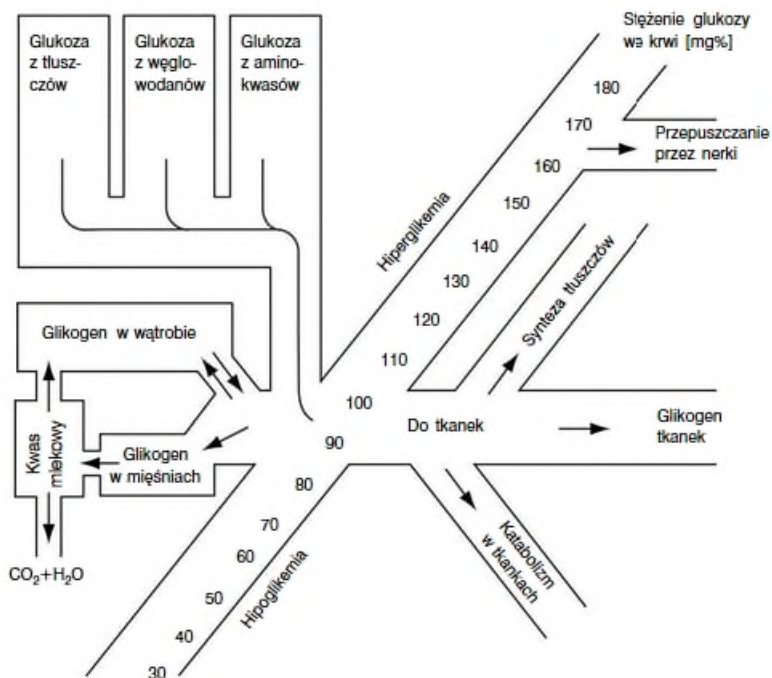 Glukoza
z tłusz-
czów
Glukoza
z węglo-
wodanów
Glukoza
z amino-
kwasów
Stężenie glukozy
we krwi [mg%]
180
170
160
150
140
130
120
110
100
90
80
70
60
50
40
30
Hiperglikemia
Hipoglikemia
Przepuszczanie
przez nerki
Synteza tłuszczów
Do tkanek
Glikogen
tkanek
Katabolizm
w tkankach
Glikogen w wątrobie
Glikogen
w mięśniach
Kwas
mlekowy
CO₂+H₂O